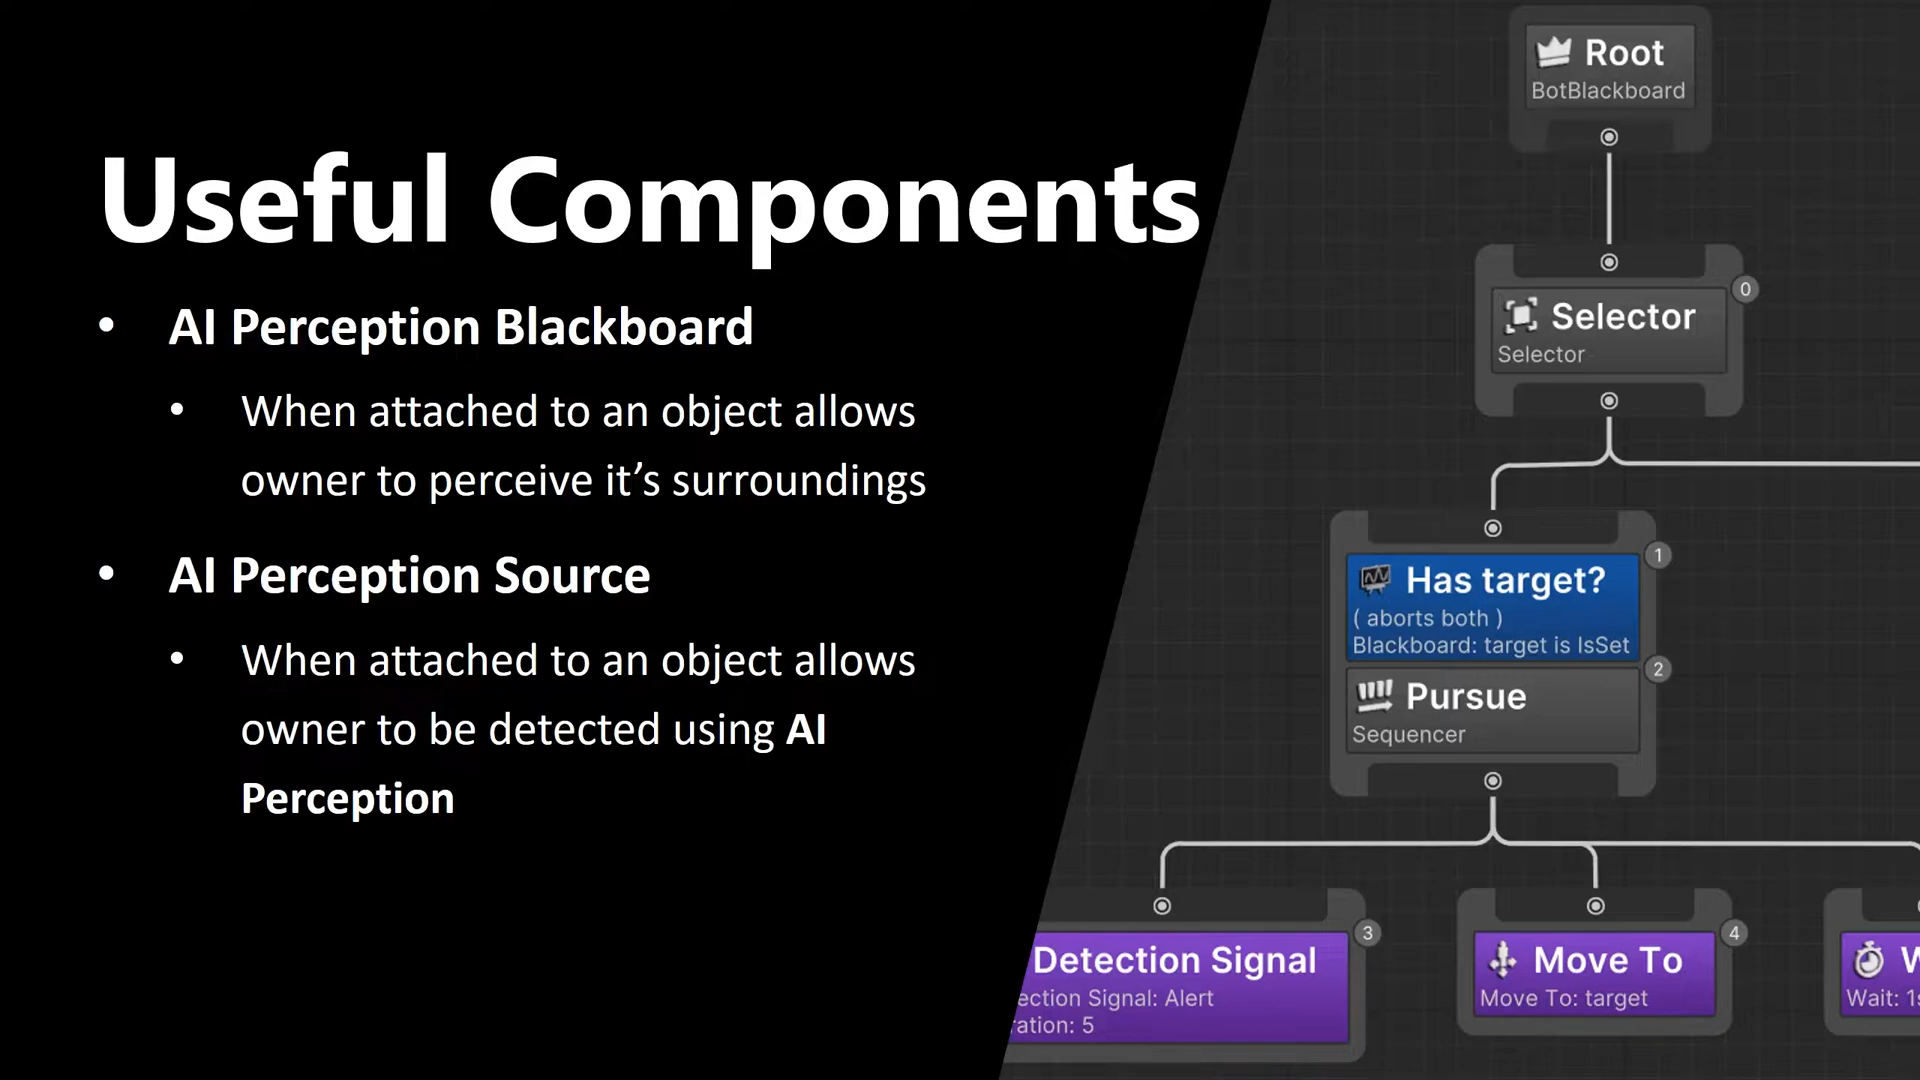 Useful Components
• AI Perception Blackboard
• When attached to an object allows
owner to perceive it’s surroundings
• AI Perception Source
• When attached to an object allows
owner to be detected using AI
Perception
Root
BotBlackboard
0
Selector
Selector
1
Has target?
( aborts both )
Blackboard: target is IsSet
2
Pursue
Sequencer
3
Detection Signal
ection Signal: Alert
ration: 5
4
Move To
Move To: target
W
Wait: 1s